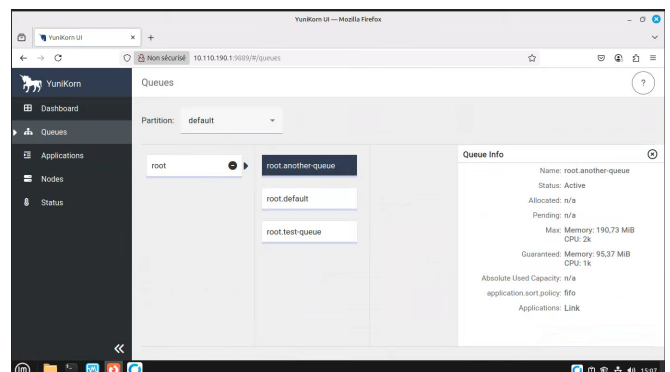 YuniKorn UI — Mozilla Firefox
YuniKorn UI
Non sécurisé 10.110.190.1:9889/#/queues
YuniKorn
Queues
?
Dashboard
Partition: default
Queues
Applications
root
root.another-queue
Queue Info
Name: root.another-queue
Nodes
Status: Active
root.default
Allocated: n/a
Status
Pending: n/a
root.test-queue
Max: Memory: 190,73 MiB
CPU: 2k
Guaranteed: Memory: 95,37 MiB
CPU: 1k
Absolute Used Capacity: n/a
application.sort.policy: fifo
Applications: Link
15:07